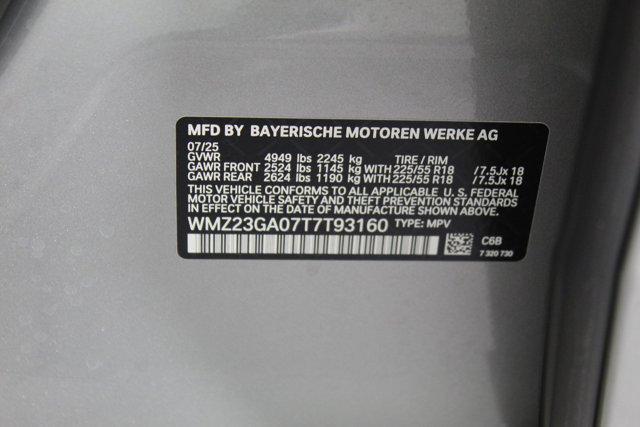 MFD BY BAYERISCHE MOTOREN WERKE AG
07/25
GVWR 4949 lbs 2245 kg TIRE / RIM
GAWR FRONT 2524 lbs 1145 kg WITH 225/55 R18 / 7.5Jx 18
GAWR REAR 2624 lbs 1190 kg WITH 225/55 R18 / 7.5Jx 18
THIS VEHICLE CONFORMS TO ALL APPLICABLE U. S. FEDERAL
MOTOR VEHICLE SAFETY AND THEFT PREVENTION STANDARDS
IN EFFECT ON THE DATE OF MANUFACTURE SHOWN ABOVE.
WMZ23GA07T7T93160 TYPE: MPV
C6B
7 320 730